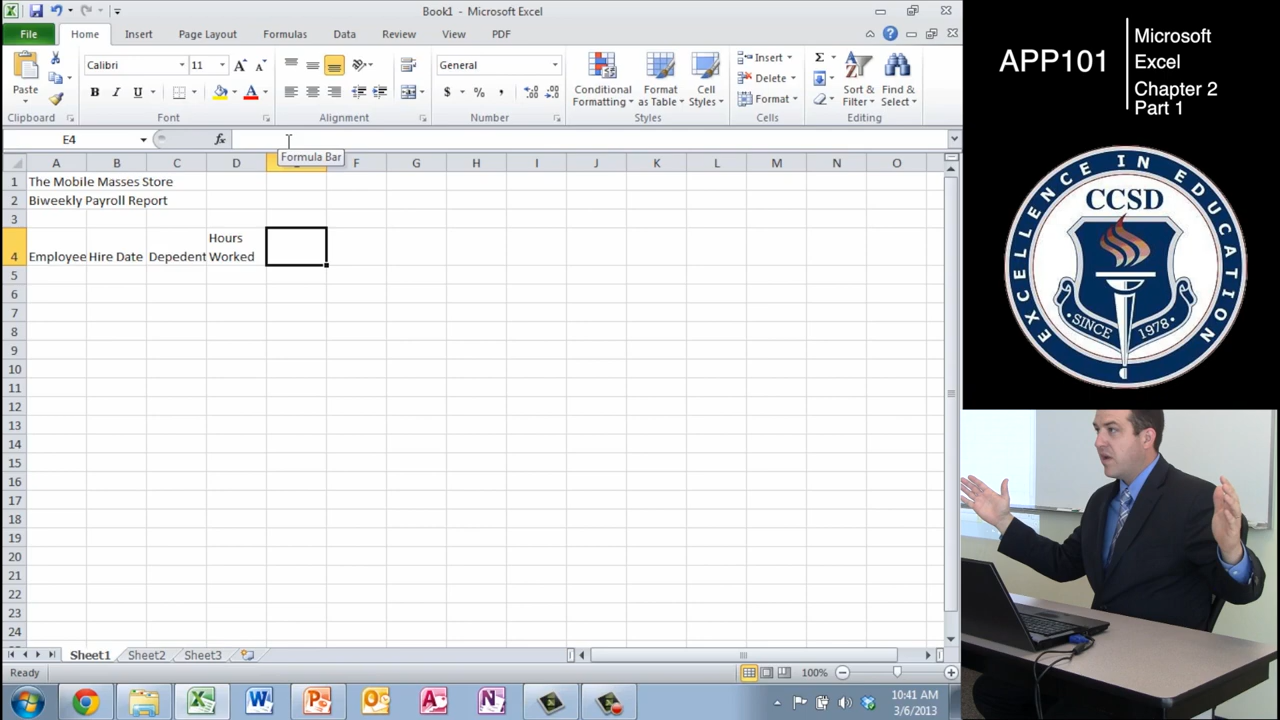 Book1 - Microsoft Excel
File Home Insert Page Layout Formulas Data Review View PDF
Calibri 11 General
Paste
B I U A $ % ,
Conditional Formatting
Format as Table
Cell Styles
Insert
Delete
Format
Σ
Sort & Filter
Find & Select
Clipboard Font Alignment Number Styles Cells Editing
E4 fx
Formula Bar
A B C D F G H I J K L M N O
1 The Mobile Masses Store
2 Biweekly Payroll Report
3
4 Employee Hire Date Depedent Hours Worked
5
6
7
8
9
10
11
12
13
14
15
16
17
18
19
20
21
22
23
24
Sheet1 Sheet2 Sheet3
Ready 100%
10:41 AM
3/6/2013
APP101
Microsoft
Excel
Chapter 2
Part 1
EXCELLENCE IN EDUCATION
CCSD
SINCE 1978